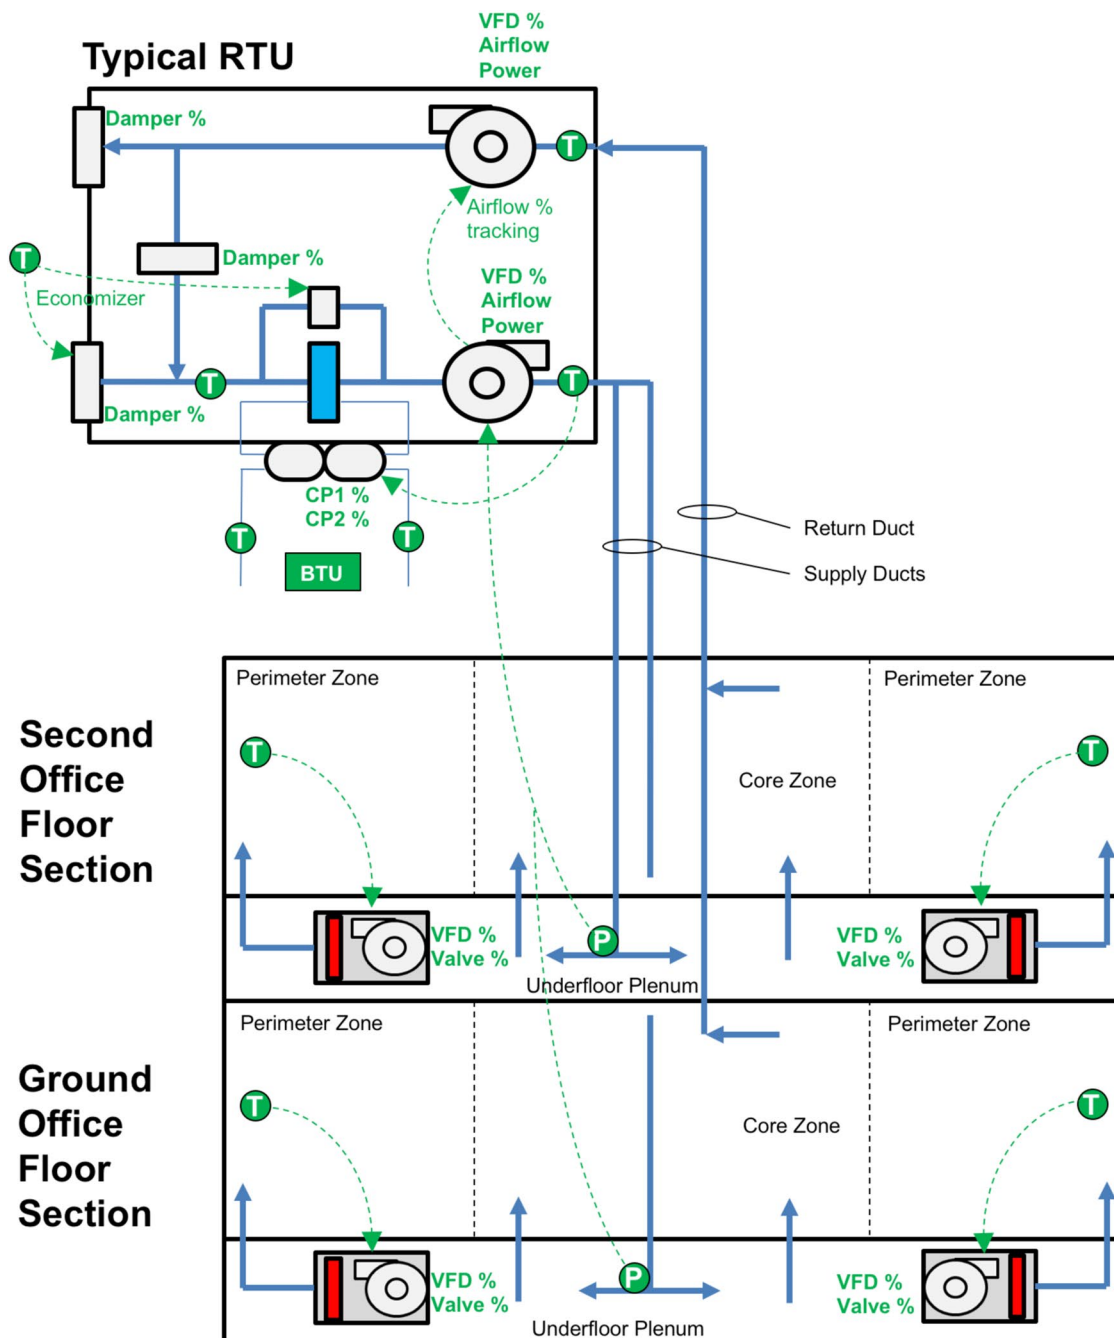 VFD %
Airflow
Power
Typical RTU
Damper %
T
Airflow %
tracking
T
Damper %
Economizer
VFD %
Airflow
Power
T
T
Damper %
CP1 %
CP2 %
T
T
BTU
Return Duct
Supply Ducts
Perimeter Zone
Perimeter Zone
Second
Office
Floor
Section
T
T
Core Zone
VFD %
Valve %
P
VFD %
Valve %
Underfloor Plenum
Perimeter Zone
Perimeter Zone
Ground
Office
Floor
Section
T
T
Core Zone
VFD %
Valve %
P
VFD %
Valve %
Underfloor Plenum